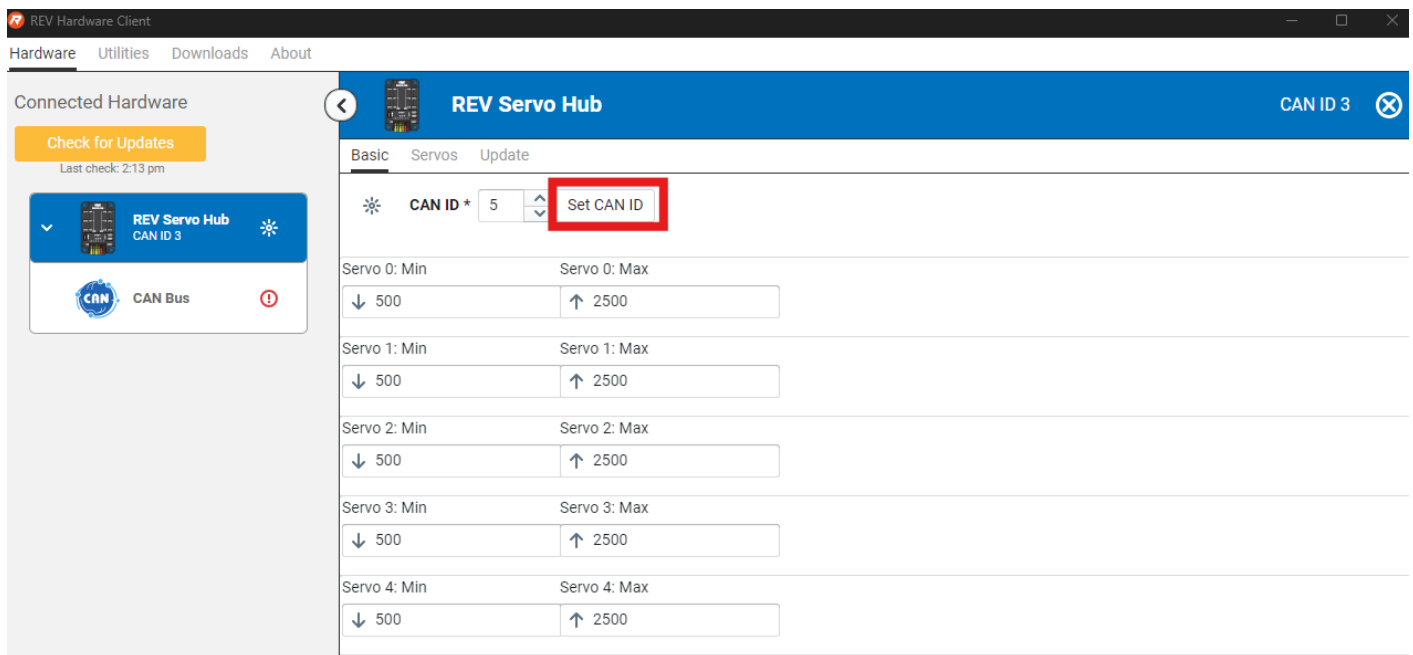 REV Hardware Client
Hardware Utilities Downloads About
Connected Hardware
Check for Updates
Last check: 2:13 pm
REV Servo Hub
CAN ID 3
CAN
CAN Bus
REV Servo Hub
CAN ID 3
Basic Servos Update
CAN ID * 5 Set CAN ID
Servo 0: Min Servo 0: Max
500 2500
Servo 1: Min Servo 1: Max
500 2500
Servo 2: Min Servo 2: Max
500 2500
Servo 3: Min Servo 3: Max
500 2500
Servo 4: Min Servo 4: Max
500 2500